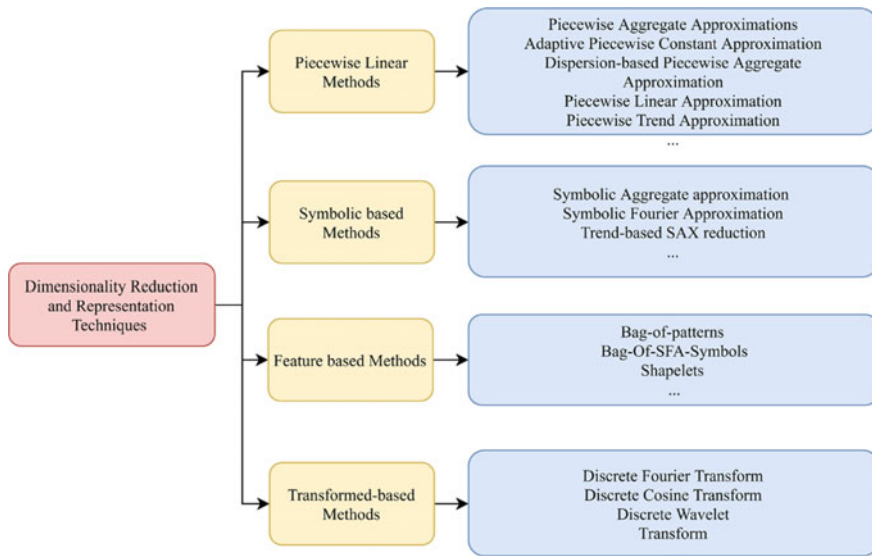 Dimensionality Reduction
and Representation
Techniques
Piecewise Linear
Methods
Piecewise Aggregate Approximations
Adaptive Piecewise Constant Approximation
Dispersion-based Piecewise Aggregate
Approximation
Piecewise Linear Approximation
Piecewise Trend Approximation
...
Symbolic based
Methods
Symbolic Aggregate approximation
Symbolic Fourier Approximation
Trend-based SAX reduction
...
Feature based Methods
Bag-of-patterns
Bag-Of-SFA-Symbols
Shapelets
...
Transformed-based
Methods
Discrete Fourier Transform
Discrete Cosine Transform
Discrete Wavelet
Transform